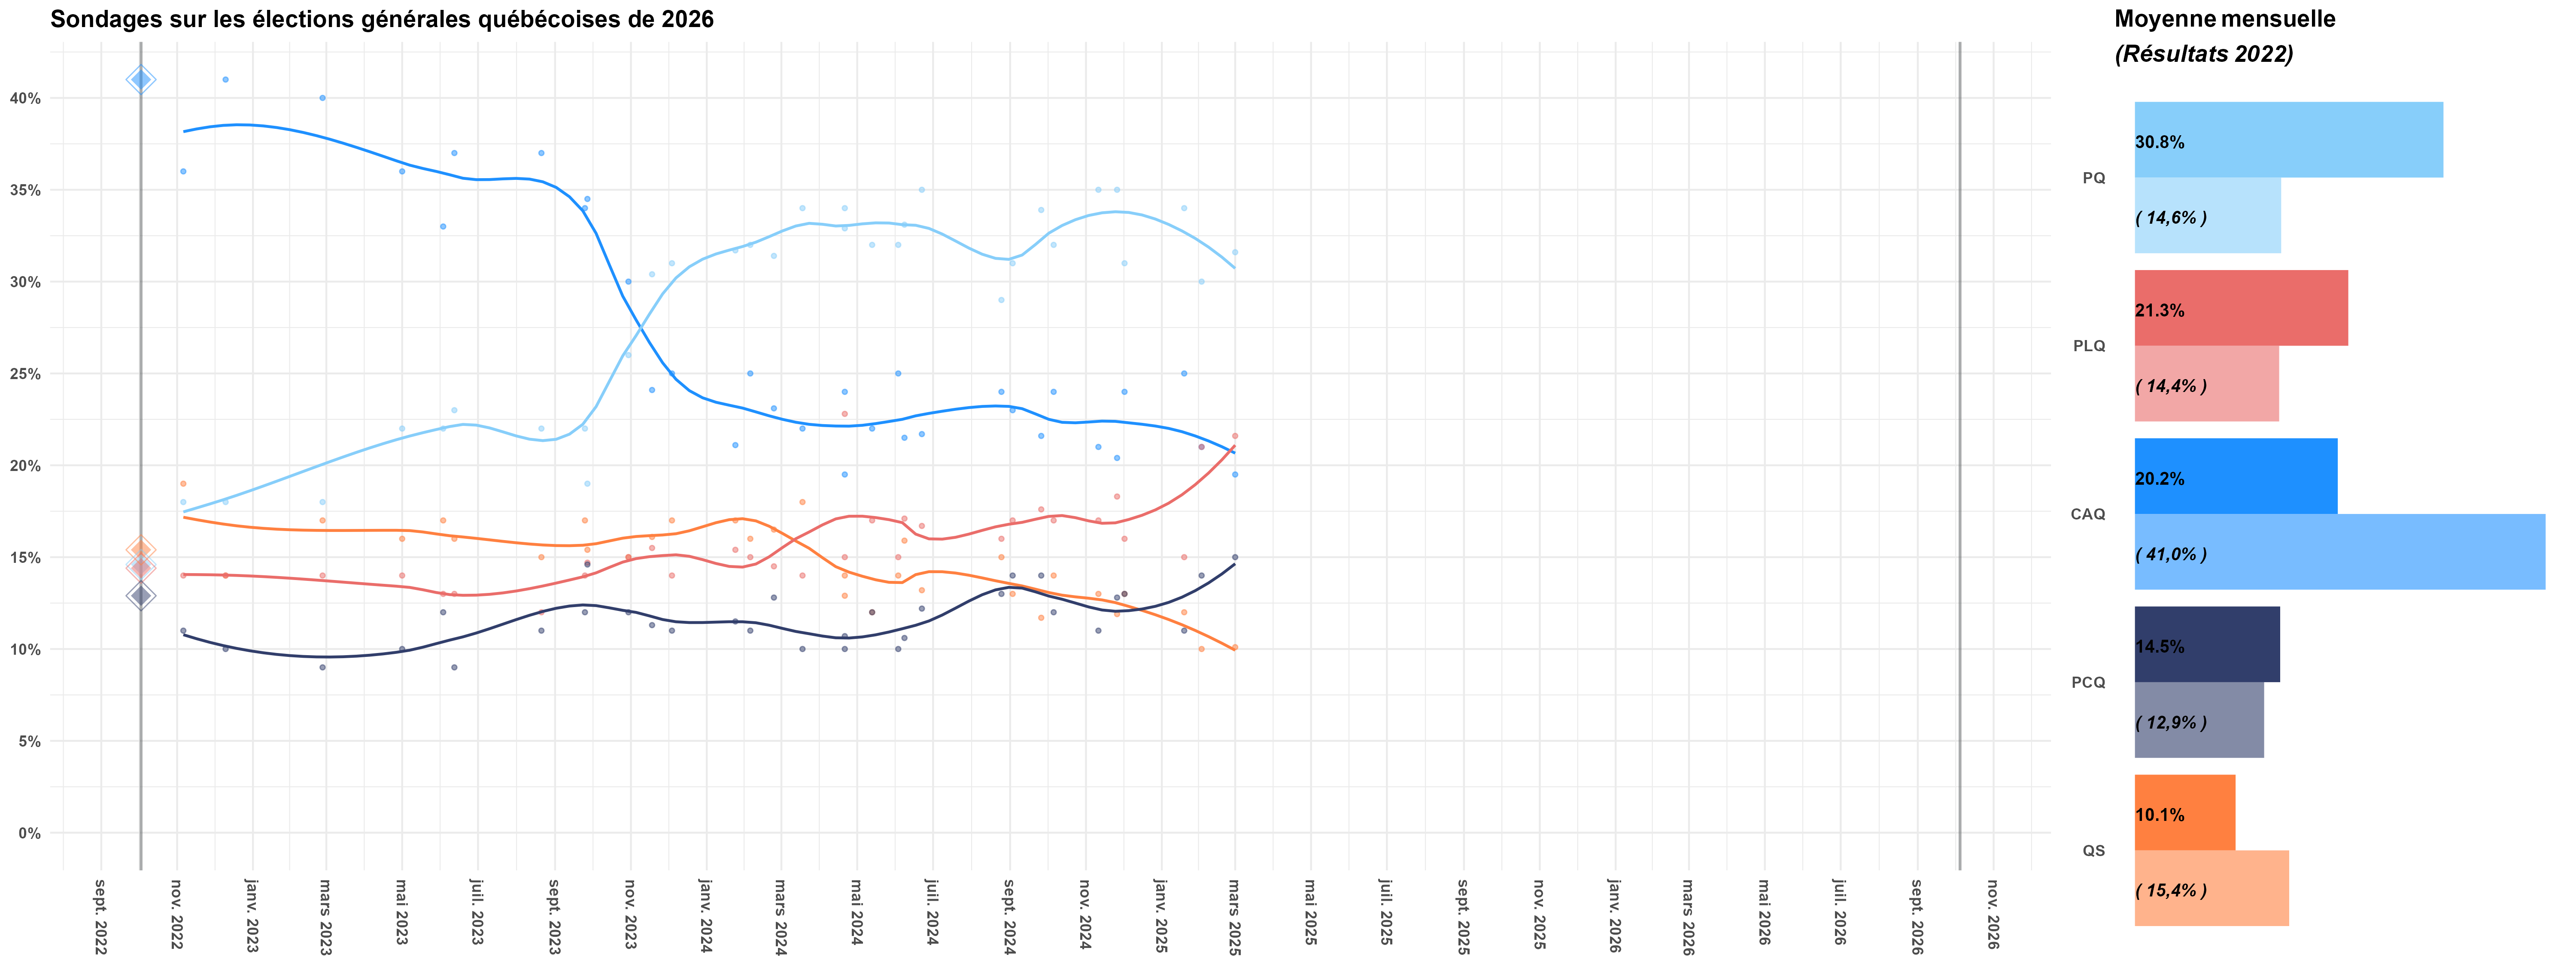 Sondages sur les élections générales québécoises de 2026
40%
35%
30%
25%
20%
15%
10%
5%
0%
sept. 2022
nov. 2022
janv. 2023
mars 2023
mai 2023
juil. 2023
sept. 2023
nov. 2023
janv. 2024
mars 2024
mai 2024
juil. 2024
sept. 2024
nov. 2024
janv. 2025
mars 2025
mai 2025
juil. 2025
sept. 2025
nov. 2025
janv. 2026
mars 2026
mai 2026
juil. 2026
sept. 2026
nov. 2026
Moyenne mensuelle
(Résultats 2022)
PQ
30.8%
( 14,6% )
PLQ
21.3%
( 14,4% )
CAQ
20.2%
( 41,0% )
PCQ
14.5%
( 12,9% )
QS
10.1%
( 15,4% )